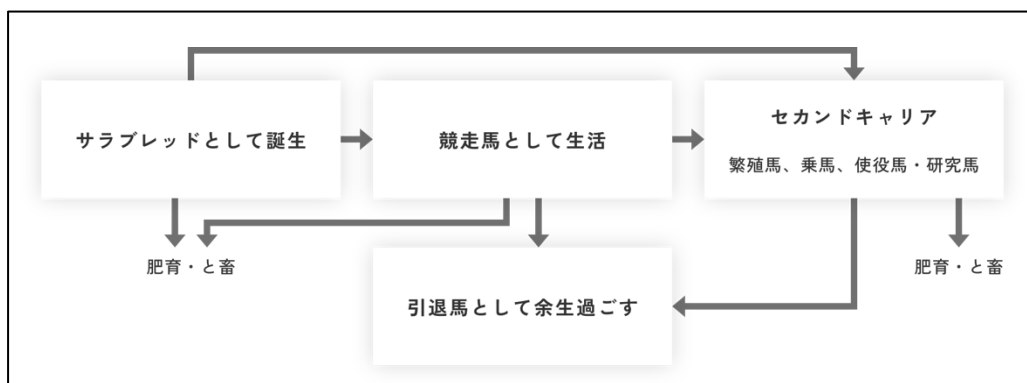 サラブレッドとして誕生
競走馬として生活
セカンドキャリア
繁殖馬、乗馬、使役馬・研究馬
肥育・と畜
肥育・と畜
引退馬として余生過ごす